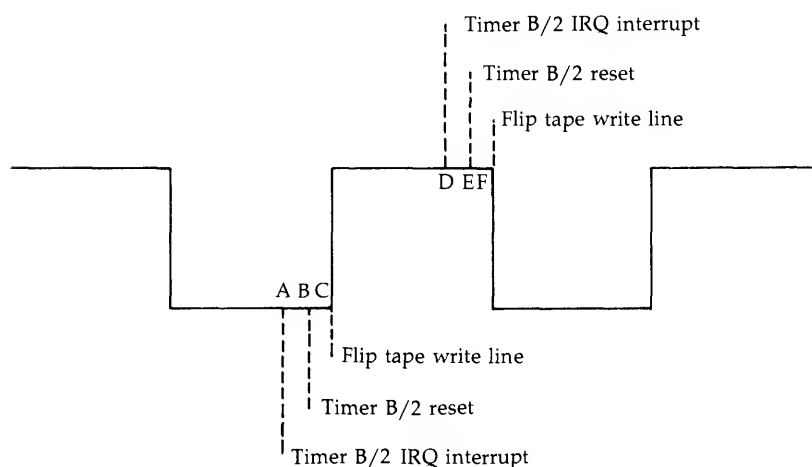 Timer B/2 IRQ interrupt
Timer B/2 reset
Flip tape write line
D E F
A B C
Flip tape write line
Timer B/2 reset
Timer B/2 IRQ interrupt